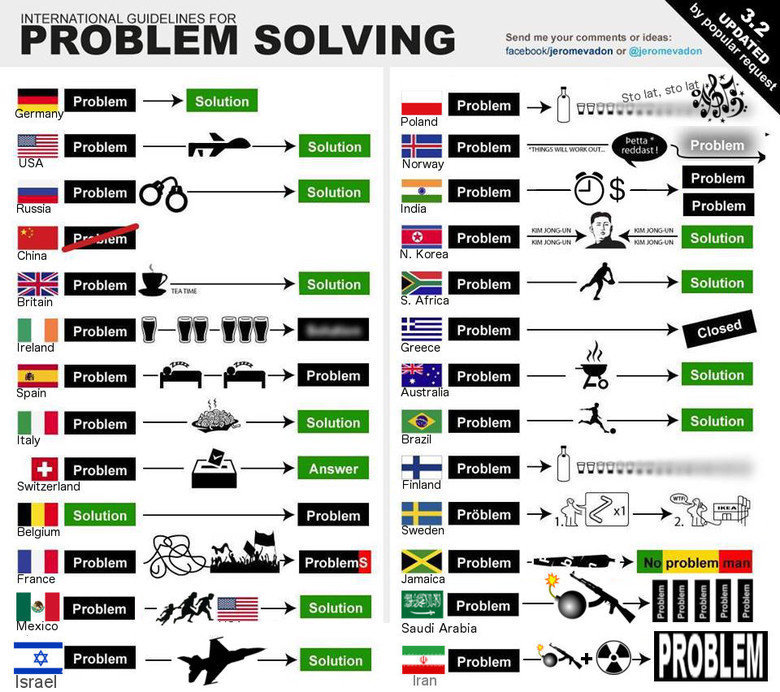 INTERNATIONAL GUIDELINES FOR
PROBLEM SOLVING
Send me your comments or ideas:
facebook/jeromevadon or @jeromevadon
3.2
UPDATED
by popular request
Germany
Problem
Solution
USA
Problem
Solution
Russia
Problem
Solution
China
Problem
Britain
Problem
TEA TIME
Solution
Ireland
Problem
Solution
Spain
Problem
Problem
Italy
Problem
Solution
Switzerland
Problem
Answer
Belgium
Solution
Problem
France
Problem
ProblemS
Mexico
Problem
Solution
Israel
Problem
Solution
Poland
Problem
Sto lat, sto lat
Norway
Problem
*THINGS WILL WORK OUT...
Þetta *
reddast!
Problem
India
Problem
$
Problem
Problem
N. Korea
Problem
KIM JONG-UN
KIM JONG-UN
KIM JONG-UN
KIM JONG-UN
Solution
S. Africa
Problem
Solution
Greece
Problem
Closed
Australia
Problem
Solution
Brazil
Problem
Solution
Finland
Problem
Sweden
Pröblem
1.
x1
2.
WTF!
IKEA
Jamaica
Problem
No problem man
Saudi Arabia
Problem
Problem
Problem
Problem
Problem
Problem
Iran
Problem
+
PROBLEM